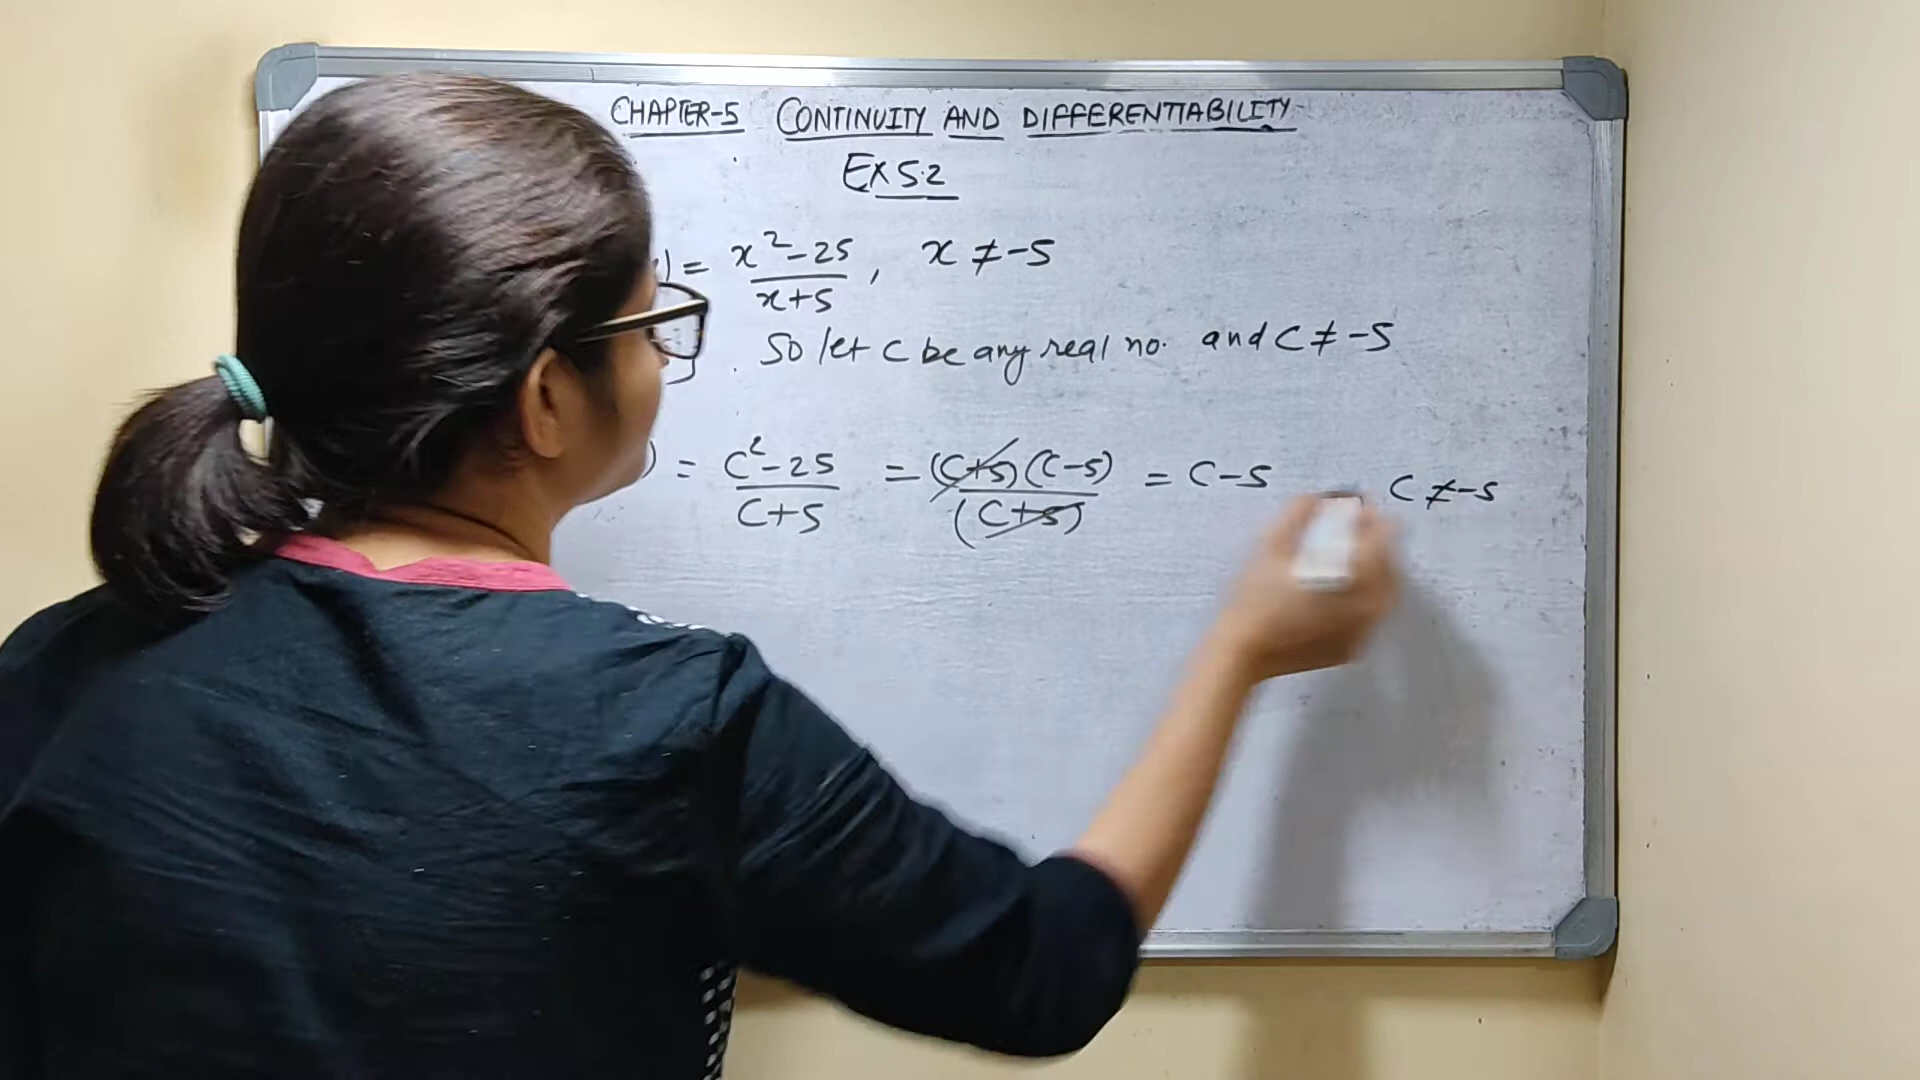 CHAPTER-5 CONTINUITY AND DIFFERENTIABILITY
EX 5.2
) = x²-25 / x+5 , x ≠ -5
So let C be any real no. and C ≠ -5
) = C²-25 / C+5 = (C+5)(C-5) / (C+5) = C-5 C ≠ -5